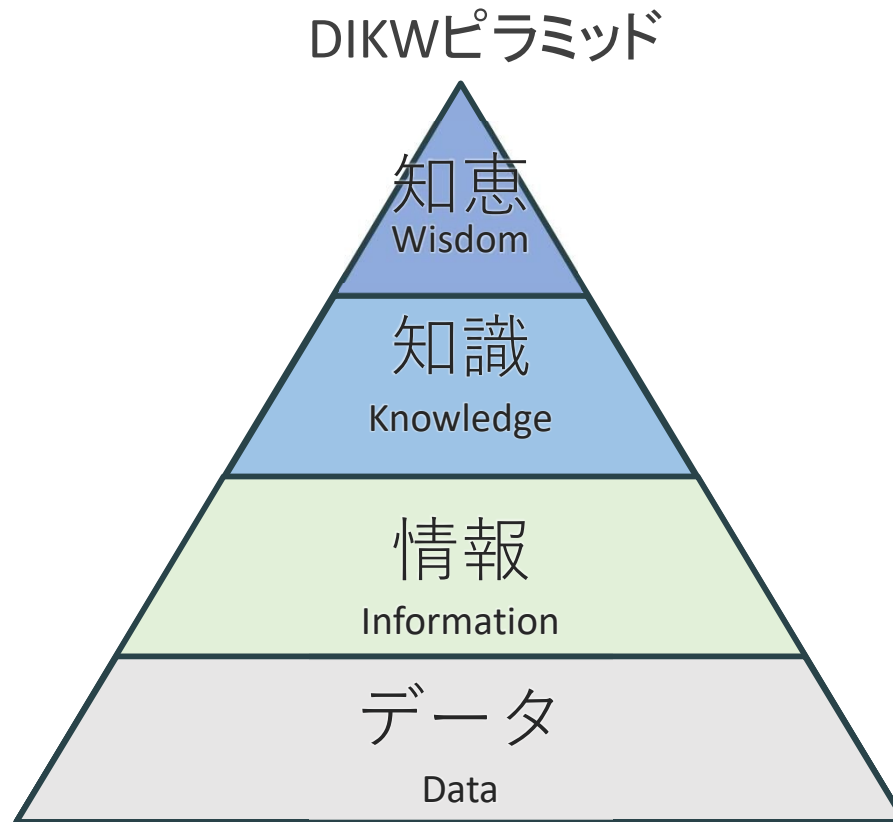 DIKWピラミッド
知恵
Wisdom
知識
Knowledge
情報
Information
データ
Data